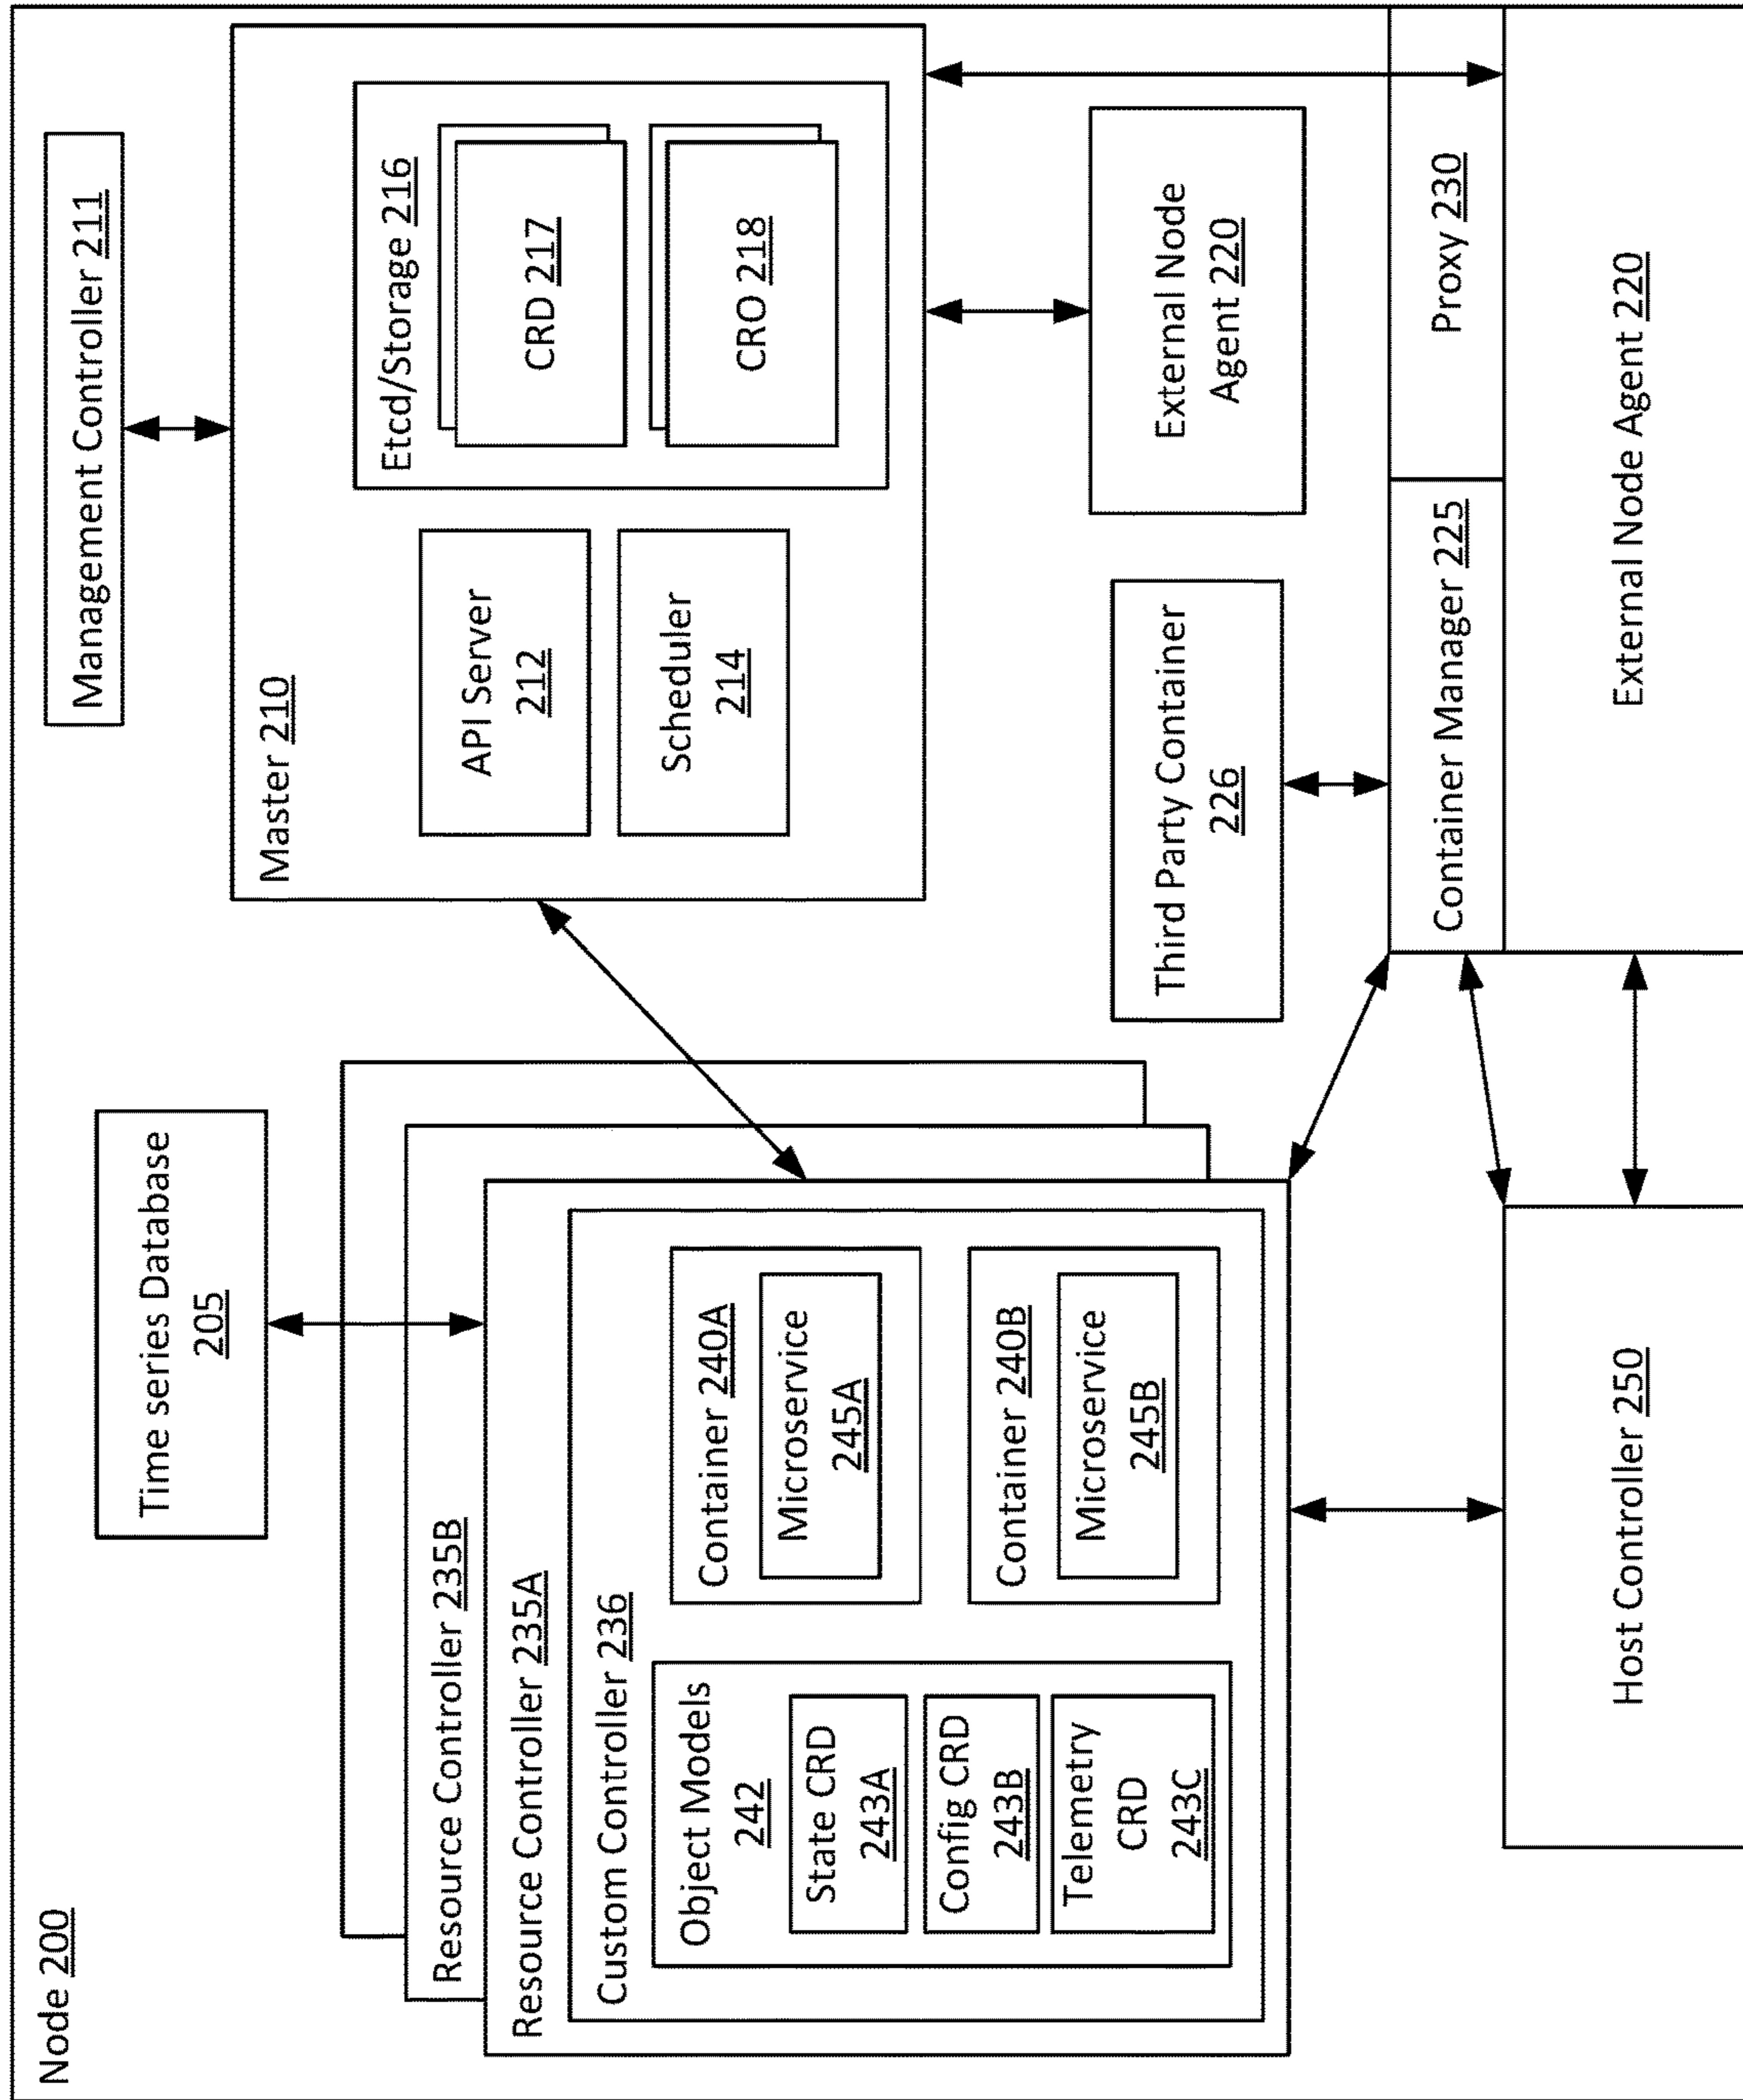 Node 200
Time series Database
205
Management Controller 211
Resource Controller 235B
Resource Controller 235A
Custom Controller 236
Object Models
242
State CRD
243A
Config CRD
243B
Telemetry
CRD
243C
Container 240A
Microservice
245A
Container 240B
Microservice
245B
Master 210
API Server
212
Scheduler
214
Etcd/Storage 216
CRD 217
CRO 218
Third Party Container
226
External Node
Agent 220
Container Manager 225
Proxy 230
Host Controller 250
External Node Agent 220